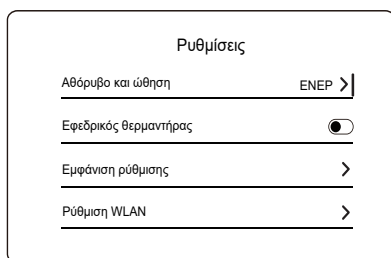 Ρυθμίσεις
Αθόρυβο και ώθηση ΕΝΕΡ
Εφεδρικός θερμαντήρας
Εμφάνιση ρύθμισης
Ρύθμιση WLAN